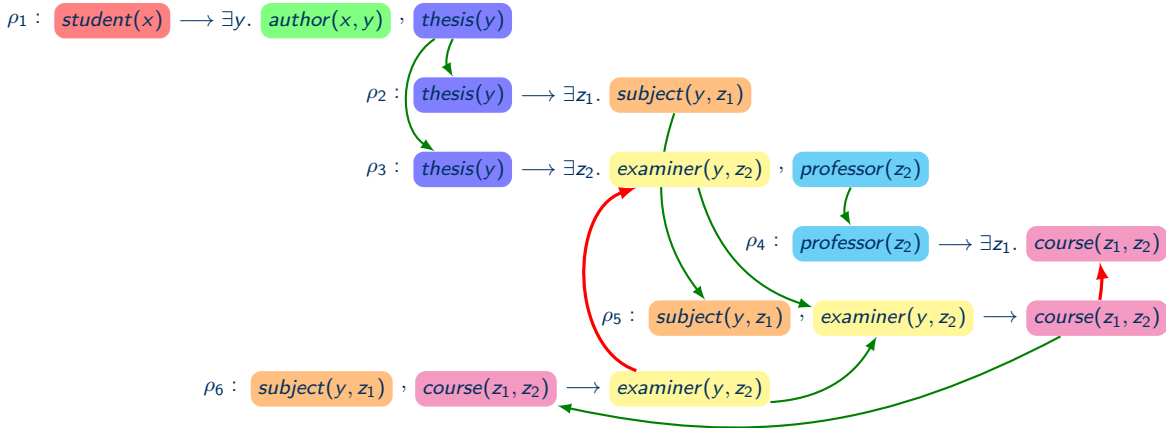 ρ₁ : student(x) ⟶ ∃y. author(x, y) , thesis(y)
ρ₂ : thesis(y) ⟶ ∃z₁. subject(y, z₁)
ρ₃ : thesis(y) ⟶ ∃z₂. examiner(y, z₂) , professor(z₂)
ρ₄ : professor(z₂) ⟶ ∃z₁. course(z₁, z₂)
ρ₅ : subject(y, z₁) , examiner(y, z₂) ⟶ course(z₁, z₂)
ρ₆ : subject(y, z₁) , course(z₁, z₂) ⟶ examiner(y, z₂)